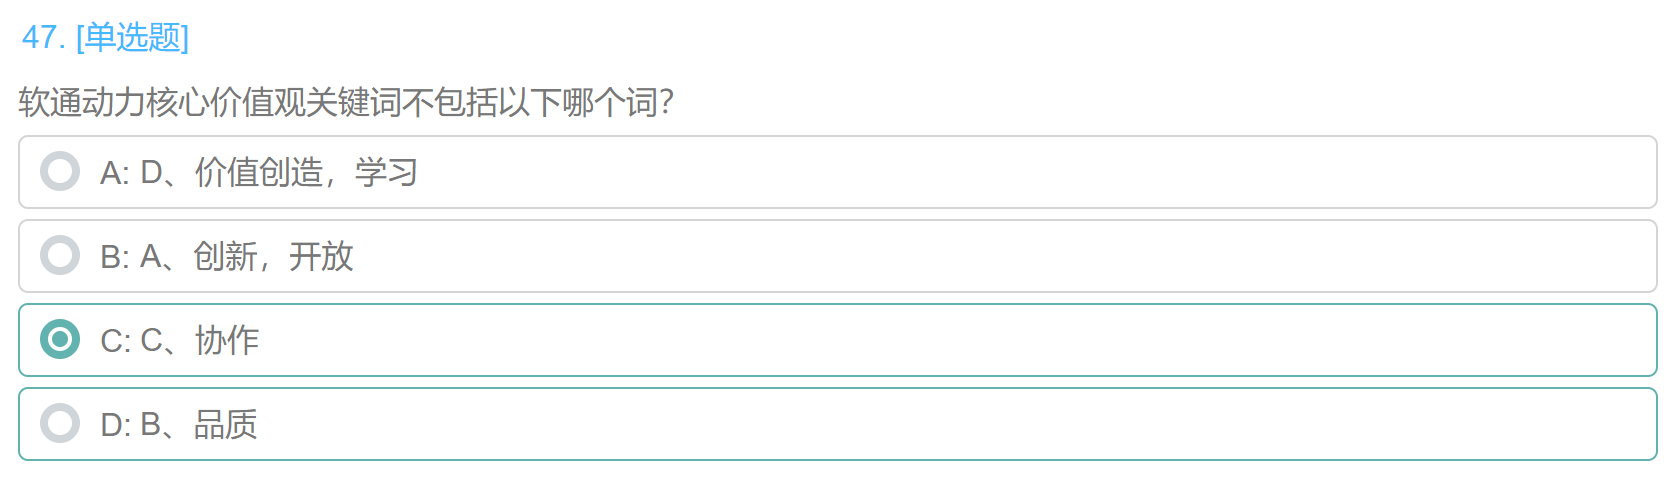 47. [单选题]
软通动力核心价值观关键词不包括以下哪个词?
A: D、价值创造，学习
B: A、创新，开放
C: C、协作
D: B、品质